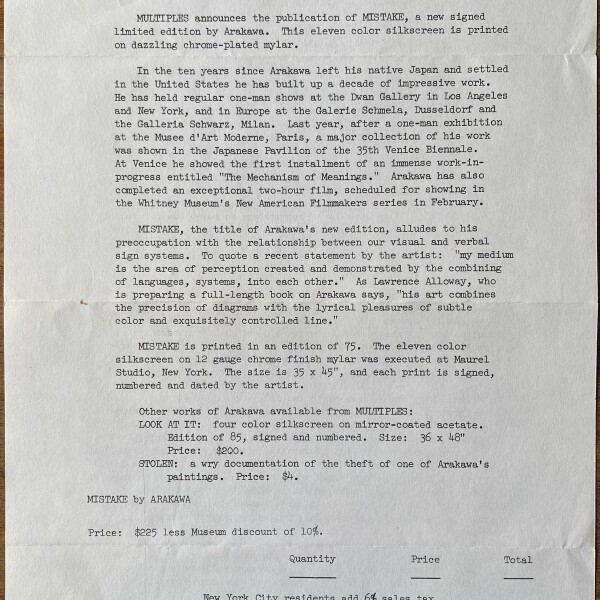 MULTIPLES announces the publication of MISTAKE, a new signed
limited edition by Arakawa. This eleven color silkscreen is printed
on dazzling chrome-plated mylar.
In the ten years since Arakawa left his native Japan and settled
in the United States he has built up a decade of impressive work.
He has held regular one-man shows at the Dwan Gallery in Los Angeles
and New York, and in Europe at the Galerie Schmela, Dusseldorf and
the Galleria Schwarz, Milan. Last year, after a one-man exhibition
at the Musee d'Art Moderne, Paris, a major collection of his work
was shown in the Japanese Pavilion of the 35th Venice Biennale.
At Venice he showed the first installment of an immense work-in-
progress entitled "The Mechanism of Meanings." Arakawa has also
completed an exceptional two-hour film, scheduled for showing in
the Whitney Museum's New American Filmmakers series in February.
MISTAKE, the title of Arakawa's new edition, alludes to his
preoccupation with the relationship between our visual and verbal
sign systems. To quote a recent statement by the artist: "my medium
is the area of perception created and demonstrated by the combining
of languages, systems, into each other." As Lawrence Alloway, who
is preparing a full-length book on Arakawa says, "his art combines
the precision of diagrams with the lyrical pleasures of subtle
color and exquisitely controlled line."
MISTAKE is printed in an edition of 75. The eleven color
silkscreen on 12 gauge chrome finish mylar was executed at Maurel
Studio, New York. The size is 35 x 45", and each print is signed,
numbered and dated by the artist.
Other works of Arakawa available from MULTIPLES:
LOOK AT IT: four color silkscreen on mirror-coated acetate.
Edition of 85, signed and numbered. Size: 36 x 48"
Price: $200.
STOLEN: a wry documentation of the theft of one of Arakawa's
paintings. Price: $4.
MISTAKE by ARAKAWA
Price: $225 less Museum discount of 10%.
Quantity Price Total
New York City residents add 6% sales tax